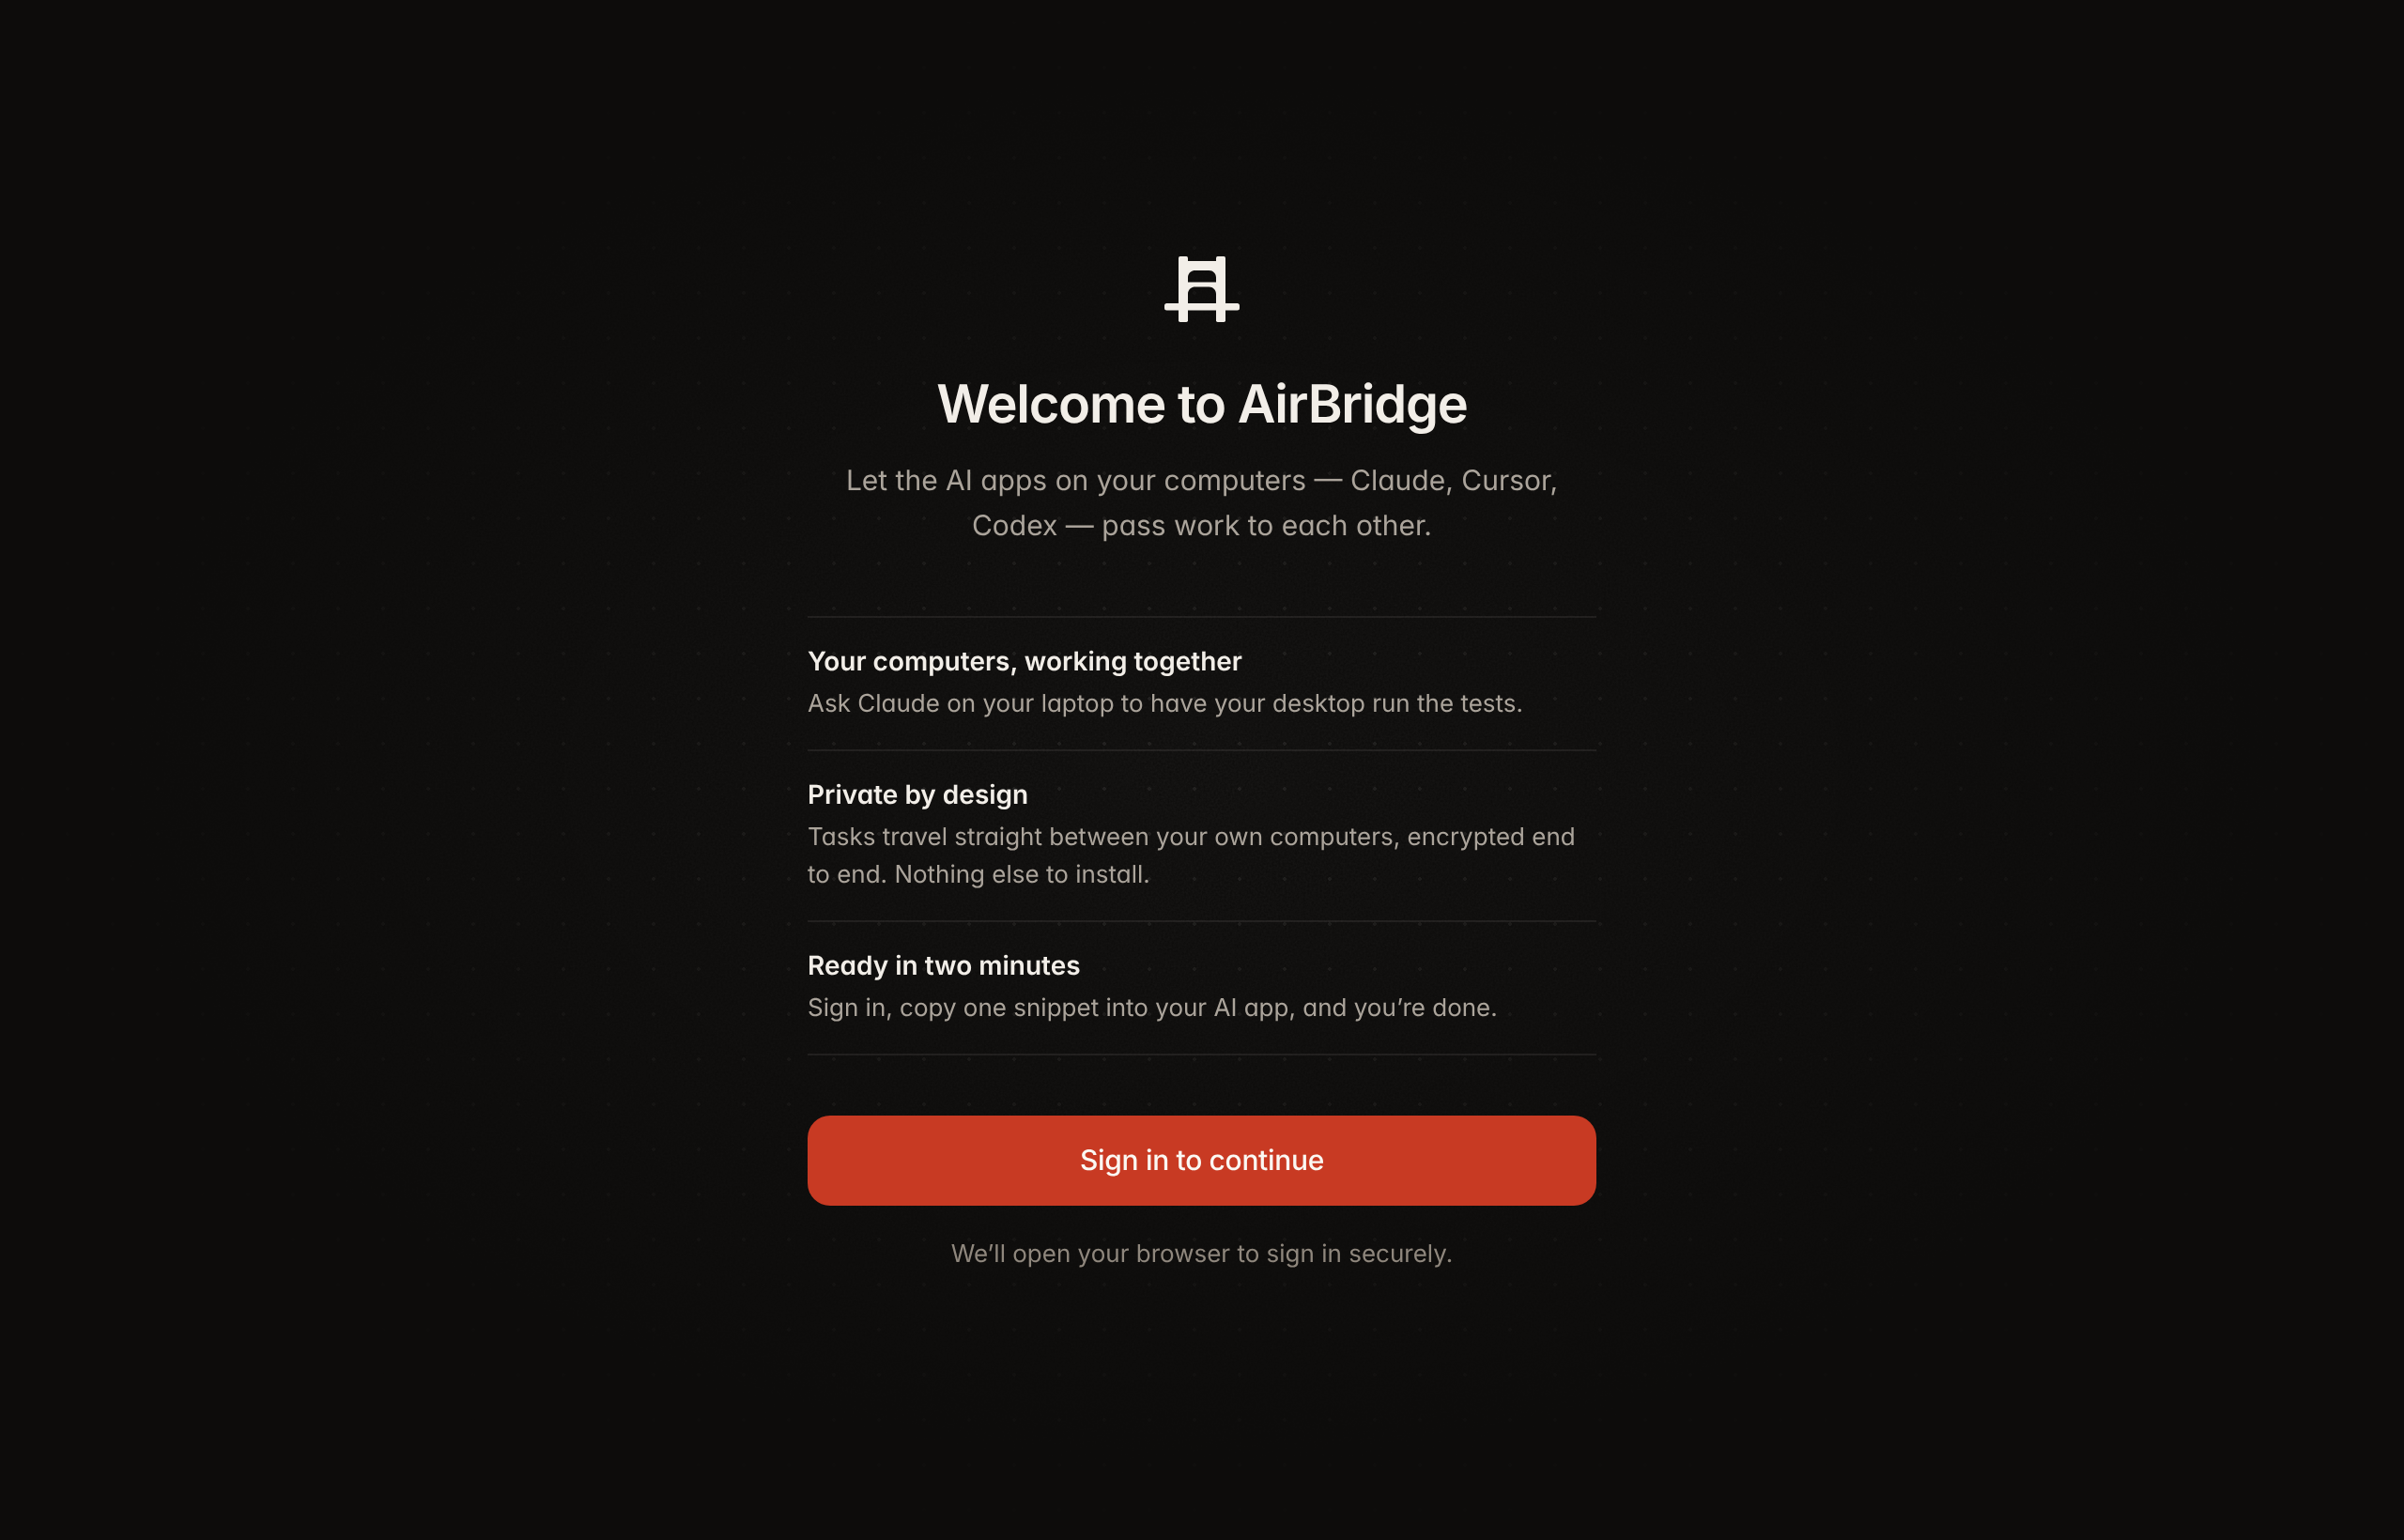 Welcome to AirBridge
Let the AI apps on your computers — Claude, Cursor,
Codex — pass work to each other.
Your computers, working together
Ask Claude on your laptop to have your desktop run the tests.
Private by design
Tasks travel straight between your own computers, encrypted end
to end. Nothing else to install.
Ready in two minutes
Sign in, copy one snippet into your AI app, and you’re done.
Sign in to continue
We’ll open your browser to sign in securely.